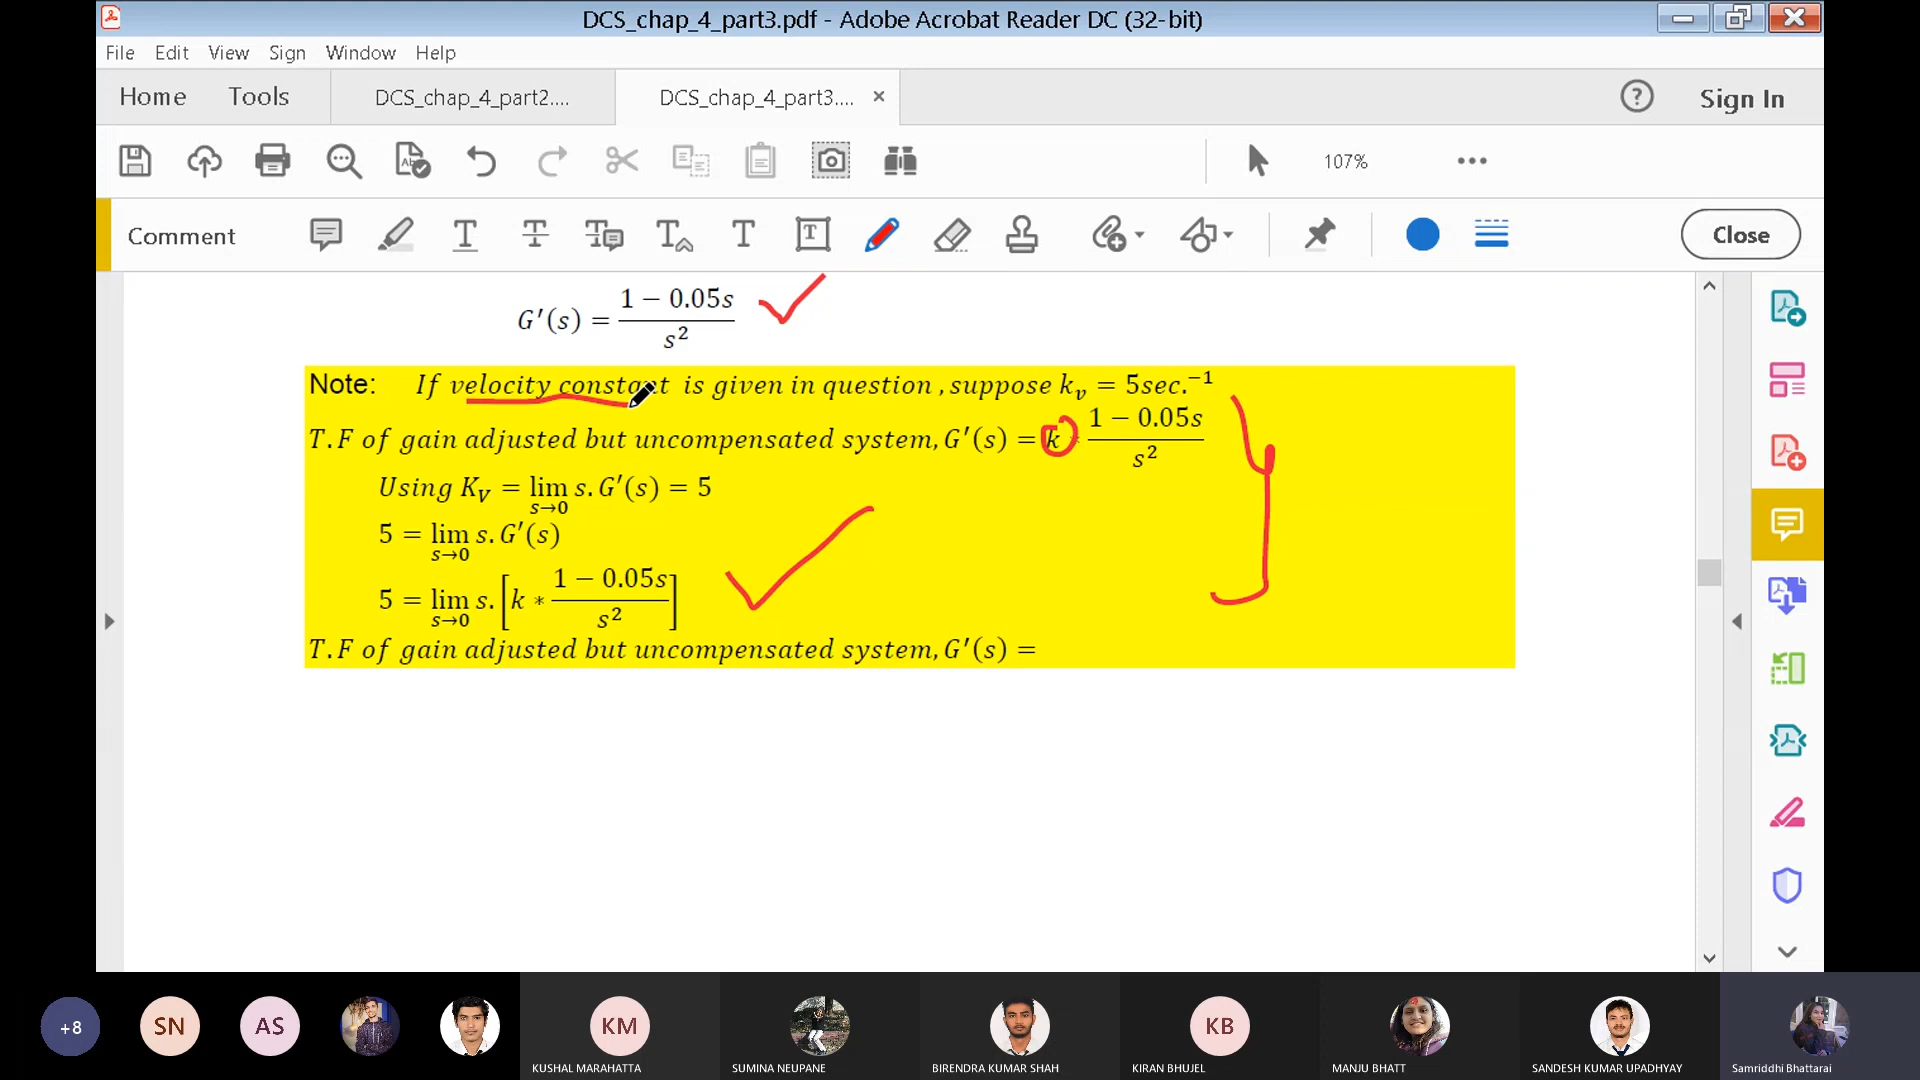 DCS_chap_4_part3.pdf - Adobe Acrobat Reader DC (32-bit)
File Edit View Sign Window Help
Home Tools DCS_chap_4_part2.... DCS_chap_4_part3.... × ? Sign In
107%
Comment Close
G′(s) = (1 − 0.05s) / s²
Note: If velocity constant is given in question , suppose kᵥ = 5sec.⁻¹
T.F of gain adjusted but uncompensated system, G′(s) = k * (1 − 0.05s) / s²
Using K_V = lim_{s→0} s. G′(s) = 5
5 = lim_{s→0} s. G′(s)
5 = lim_{s→0} s. [k * (1 − 0.05s) / s²]
T.F of gain adjusted but uncompensated system, G′(s) =
+8 SN AS KM KB
KUSHAL MARAHATTA SUMINA NEUPANE BIRENDRA KUMAR SHAH KIRAN BHUJEL MANJU BHATT SANDESH KUMAR UPADHYAY Samriddhi Bhattarai